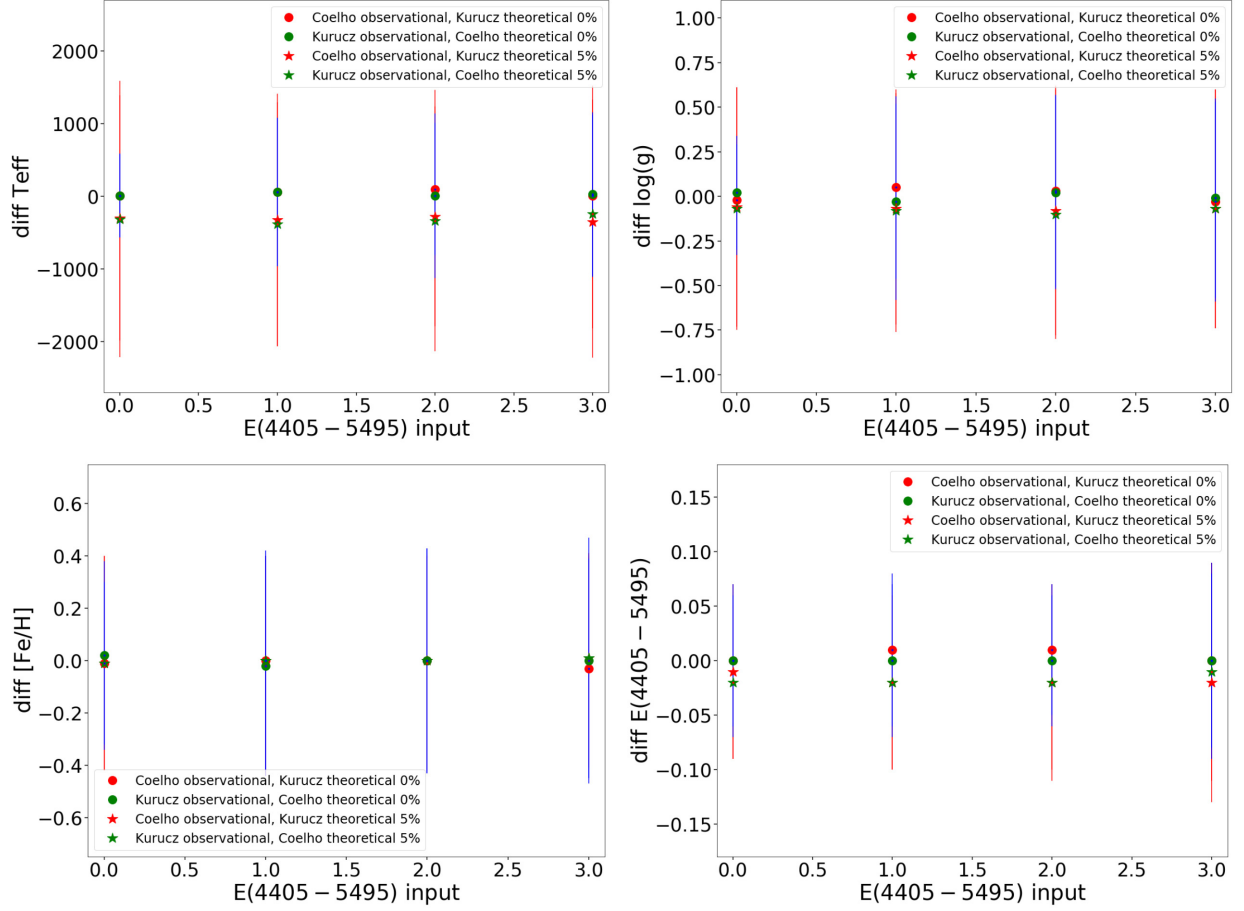 Coelho observational, Kurucz theoretical 0%
Kurucz observational, Coelho theoretical 0%
Coelho observational, Kurucz theoretical 5%
Kurucz observational, Coelho theoretical 5%
diff Teff
2000
1000
0
−1000
−2000
0.0 0.5 1.0 1.5 2.0 2.5 3.0
E(4405 − 5495) input
Coelho observational, Kurucz theoretical 0%
Kurucz observational, Coelho theoretical 0%
Coelho observational, Kurucz theoretical 5%
Kurucz observational, Coelho theoretical 5%
diff log(g)
1.00
0.75
0.50
0.25
0.00
−0.25
−0.50
−0.75
−1.00
0.0 0.5 1.0 1.5 2.0 2.5 3.0
E(4405 − 5495) input
diff [Fe/H]
0.6
0.4
0.2
0.0
−0.2
−0.4
−0.6
Coelho observational, Kurucz theoretical 0%
Kurucz observational, Coelho theoretical 0%
Coelho observational, Kurucz theoretical 5%
Kurucz observational, Coelho theoretical 5%
0.0 0.5 1.0 1.5 2.0 2.5 3.0
E(4405 − 5495) input
Coelho observational, Kurucz theoretical 0%
Kurucz observational, Coelho theoretical 0%
Coelho observational, Kurucz theoretical 5%
Kurucz observational, Coelho theoretical 5%
diff E(4405 − 5495)
0.15
0.10
0.05
0.00
−0.05
−0.10
−0.15
0.0 0.5 1.0 1.5 2.0 2.5 3.0
E(4405 − 5495) input